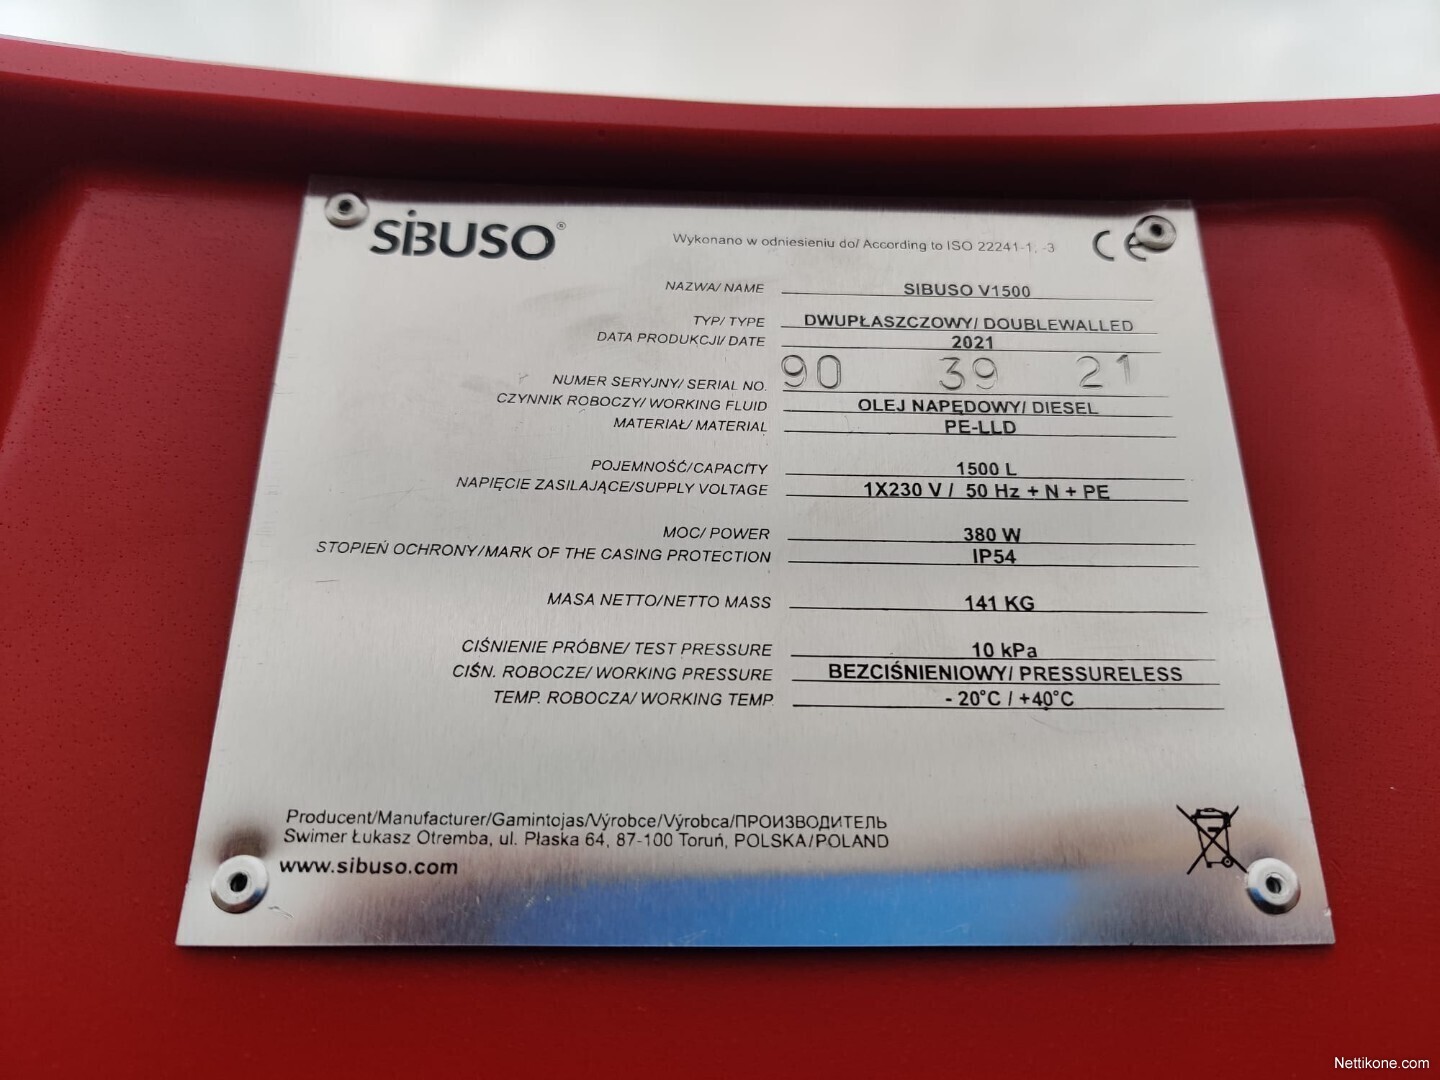 SIBUSO®
Wykonano w odniesieniu do/ According to ISO 22241-1, -3
CE
NAZWA/ NAME SIBUSO V1500
TYP/ TYPE DWUPŁASZCZOWY/ DOUBLEWALLED
DATA PRODUKCJI/ DATE 2021
NUMER SERYJNY/ SERIAL NO. 90 39 21
CZYNNIK ROBOCZY/ WORKING FLUID OLEJ NAPĘDOWY/ DIESEL
MATERIAŁ/ MATERIAL PE-LLD
POJEMNOŚĆ/CAPACITY 1500 L
NAPIĘCIE ZASILAJĄCE/SUPPLY VOLTAGE 1X230 V / 50 Hz + N + PE
MOC/ POWER 380 W
STOPIEŃ OCHRONY/MARK OF THE CASING PROTECTION IP54
MASA NETTO/NETTO MASS 141 KG
CIŚNIENIE PRÓBNE/ TEST PRESSURE 10 kPa
CIŚN. ROBOCZE/ WORKING PRESSURE BEZCIŚNIENIOWY/ PRESSURELESS
TEMP. ROBOCZA/ WORKING TEMP. - 20°C / +40°C
Producent/Manufacturer/Gamintojas/Výrobce/Výrobca/ПРОИЗВОДИТЕЛЬ
Swimer Łukasz Otremba, ul. Płaska 64, 87-100 Toruń, POLSKA/POLAND
www.sibuso.com
Nettikone.com